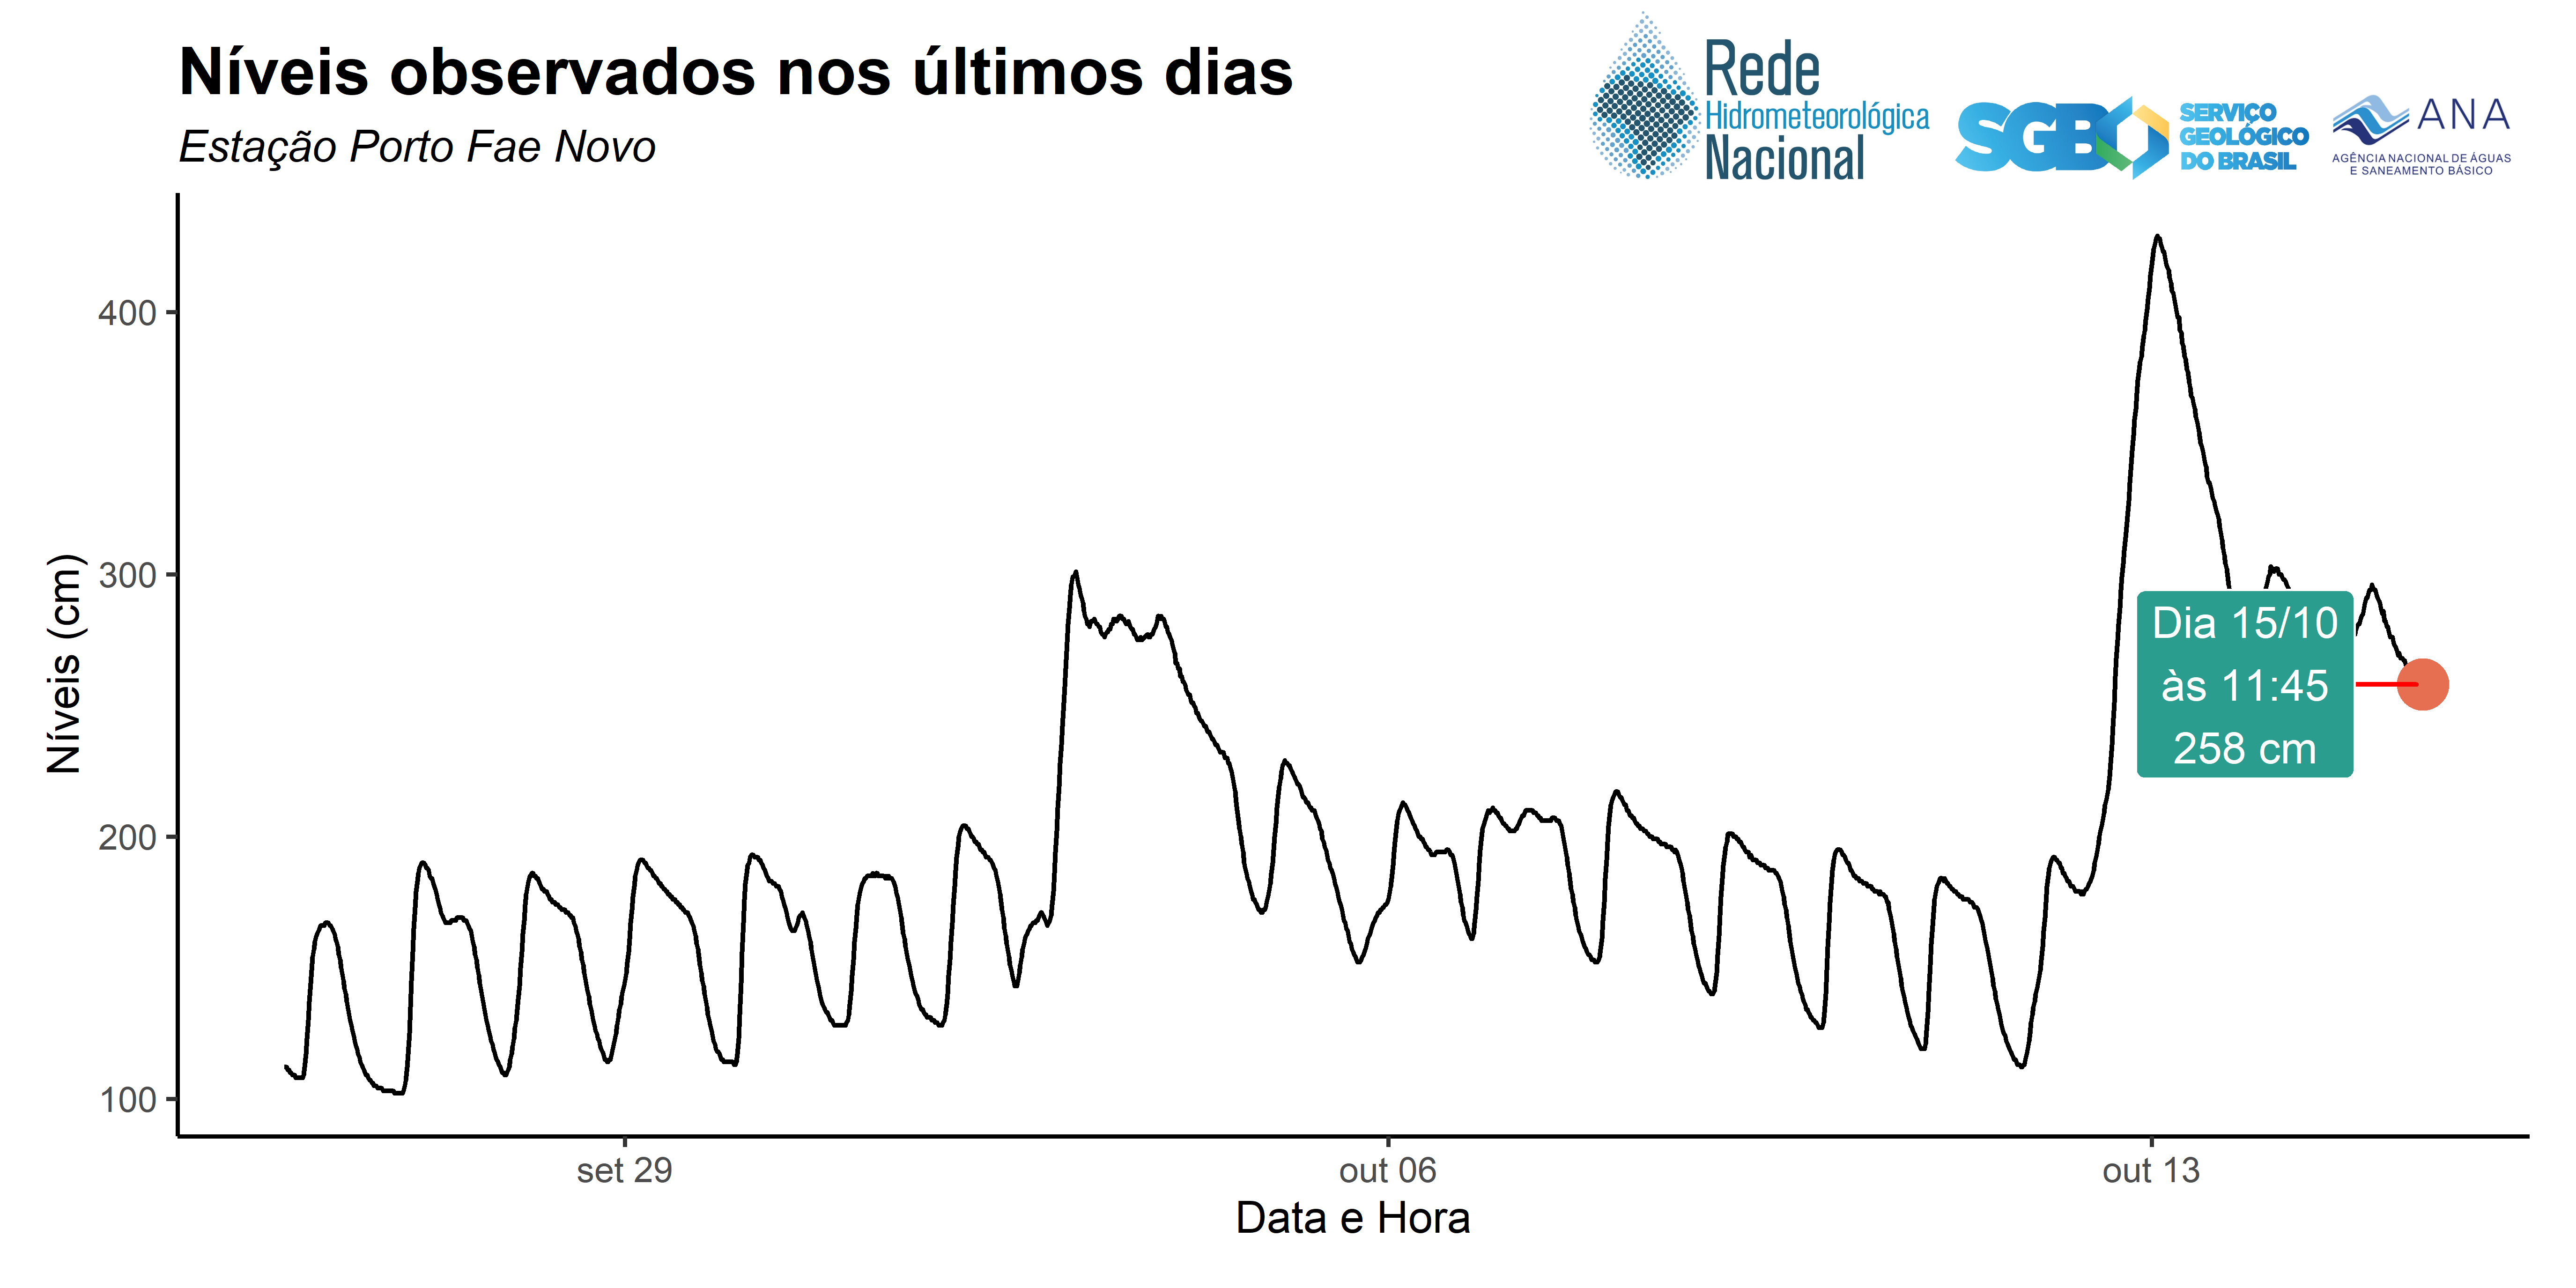 Níveis observados nos últimos dias
Estação Porto Fae Novo
Rede
Hidrometeorológica
Nacional
SGB
SERVIÇO
GEOLÓGICO
DO BRASIL
ANA
AGÊNCIA NACIONAL DE ÁGUAS
E SANEAMENTO BÁSICO
Níveis (cm)
400
300
200
100
Dia 15/10
às 11:45
258 cm
set 29
out 06
out 13
Data e Hora